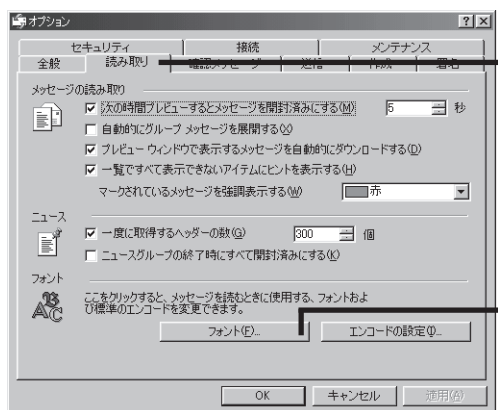 オプション
セキュリティ 接続 メンテナンス
全般 読み取り 確認メッセージ 送信 作成 署名
メッセージの読み取り
次の時間プレビューするとメッセージを開封済みにする(M) 5 秒
自動的にグループ メッセージを展開する(X)
プレビュー ウィンドウで表示するメッセージを自動的にダウンロードする(D)
一覧ですべて表示できないアイテムにヒントを表示する(H)
マークされているメッセージを強調表示する(W) 赤
ニュース
一度に取得するヘッダーの数(G) 300 個
ニュースグループの終了時にすべて開封済みにする(K)
フォント
ここをクリックすると、メッセージを読むときに使用する、フォントおよ
び標準のエンコードを変更できます。
フォント(F)... エンコードの設定(I)...
OK キャンセル 適用(A)